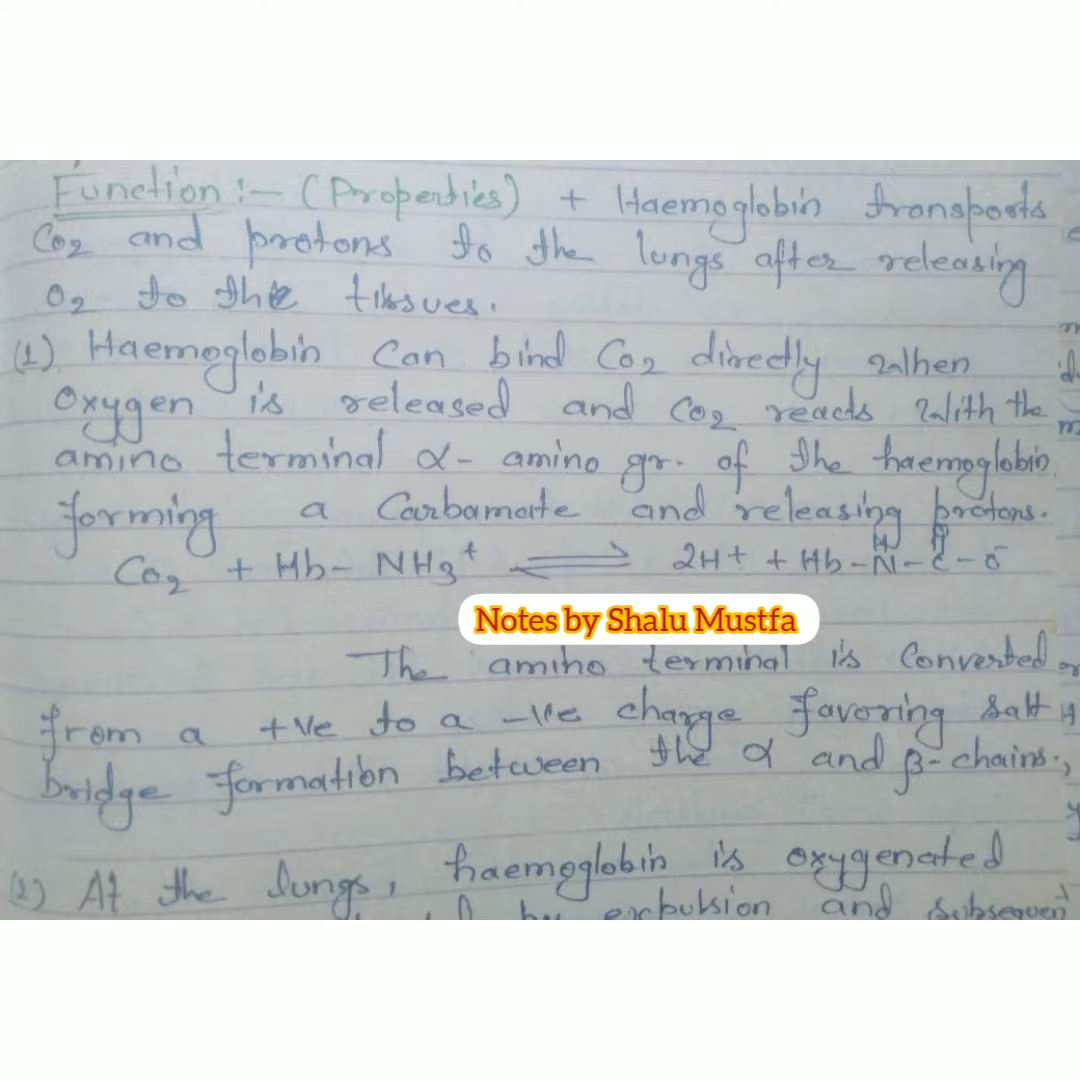 Function :- (Properties) + Haemoglobin transports
CO2 and protons to the lungs after releasing
O2 to the tissues.
(1) Haemoglobin Can bind CO2 directly when
Oxygen is released and CO2 reacts with the
amino terminal α- amino gr. of the haemoglobin
forming a Carbamate and releasing protons.
H O
CO2 + Hb- NH3+ ⇌ 2H+ + Hb-N-C-O-
Notes by Shalu Mustfa
The amino terminal is Converted
from a +ve to a -ve charge favoring salt
bridge formation between the α and β-chains.
(2) At the lungs, haemoglobin is oxygenated
by expulsion and subsequent